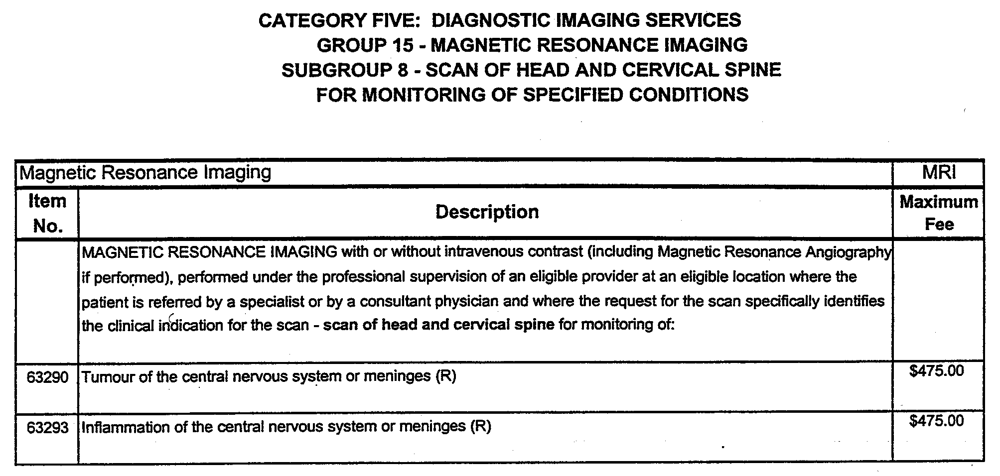 CATEGORY FIVE: DIAGNOSTIC IMAGING SERVICES
GROUP 15 - MAGNETIC RESONANCE IMAGING
SUBGROUP 8 - SCAN OF HEAD AND CERVICAL SPINE
FOR MONITORING OF SPECIFIED CONDITIONS
Magnetic Resonance Imaging MRI
Item No. Description Maximum Fee
MAGNETIC RESONANCE IMAGING with or without intravenous contrast (including Magnetic Resonance Angiography
if performed), performed under the professional supervision of an eligible provider at an eligible location where the
patient is referred by a specialist or by a consultant physician and where the request for the scan specifically identifies
the clinical indication for the scan - scan of head and cervical spine for monitoring of:
63290 Tumour of the central nervous system or meninges (R) $475.00
63293 Inflammation of the central nervous system or meninges (R) $475.00